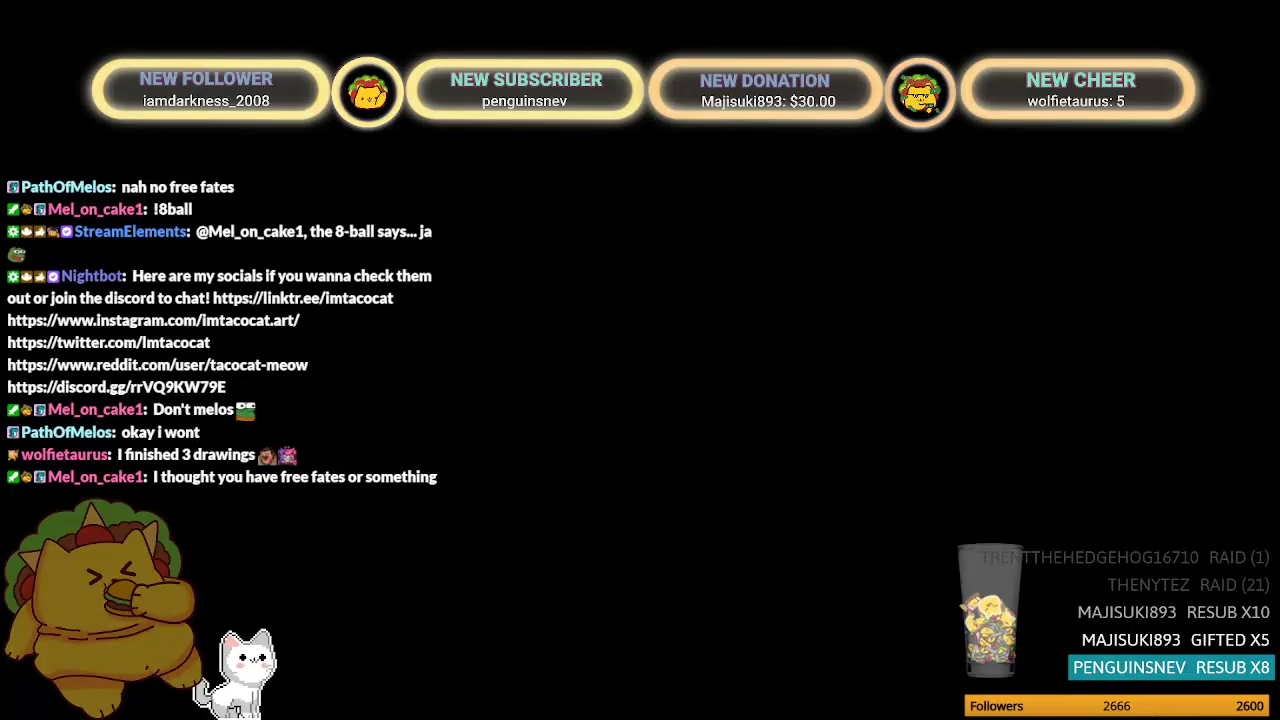 NEW FOLLOWER
iamdarkness_2008
NEW SUBSCRIBER
penguinsnev
NEW DONATION
Majisuki893: $30.00
NEW CHEER
wolfietaurus: 5
PathOfMelos: nah no free fates
Mel_on_cake1: !8ball
StreamElements: @Mel_on_cake1, the 8-ball says... ja
Nightbot: Here are my socials if you wanna check them
out or join the discord to chat! https://linktr.ee/imtacocat
https://www.instagram.com/imtacocat.art/
https://twitter.com/Imtacocat
https://www.reddit.com/user/tacocat-meow
https://discord.gg/rrVQ9KW79E
Mel_on_cake1: Don't melos
PathOfMelos: okay i wont
wolfietaurus: I finished 3 drawings
Mel_on_cake1: I thought you have free fates or something
TRENTTHEHEDGEHOG16710 RAID (1)
THENYTEZ RAID (21)
MAJISUKI893 RESUB X10
MAJISUKI893 GIFTED X5
PENGUINSNEV RESUB X8
Followers 2666 2600